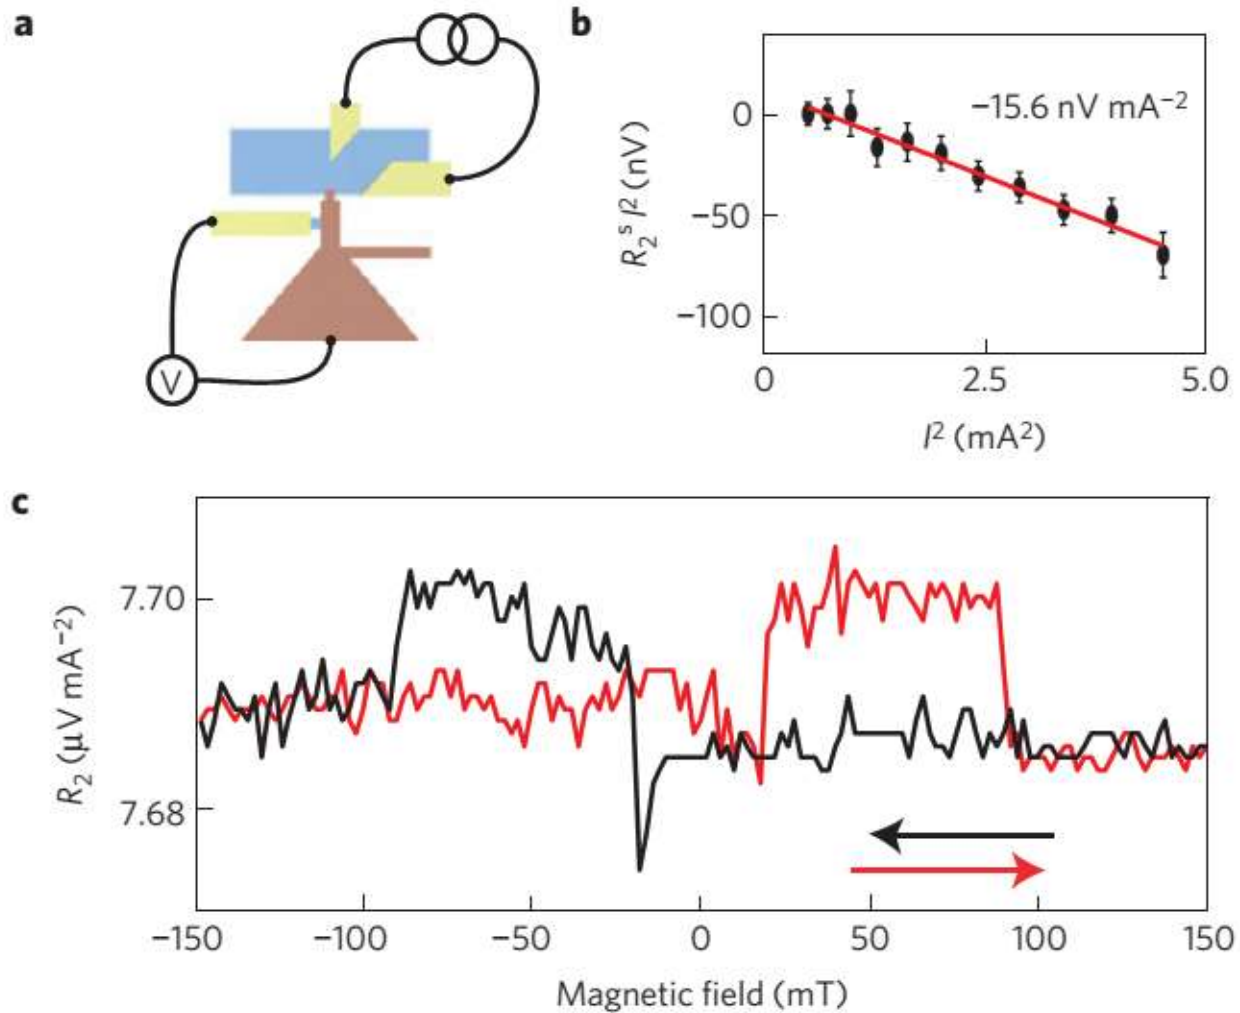 a
V
b
−15.6 nV mA⁻²
0
−50
−100
R₂ˢ I² (nV)
0 2.5 5.0
I² (mA²)
c
7.70
7.68
R₂ (μV mA⁻²)
−150 −100 −50 0 50 100 150
Magnetic field (mT)